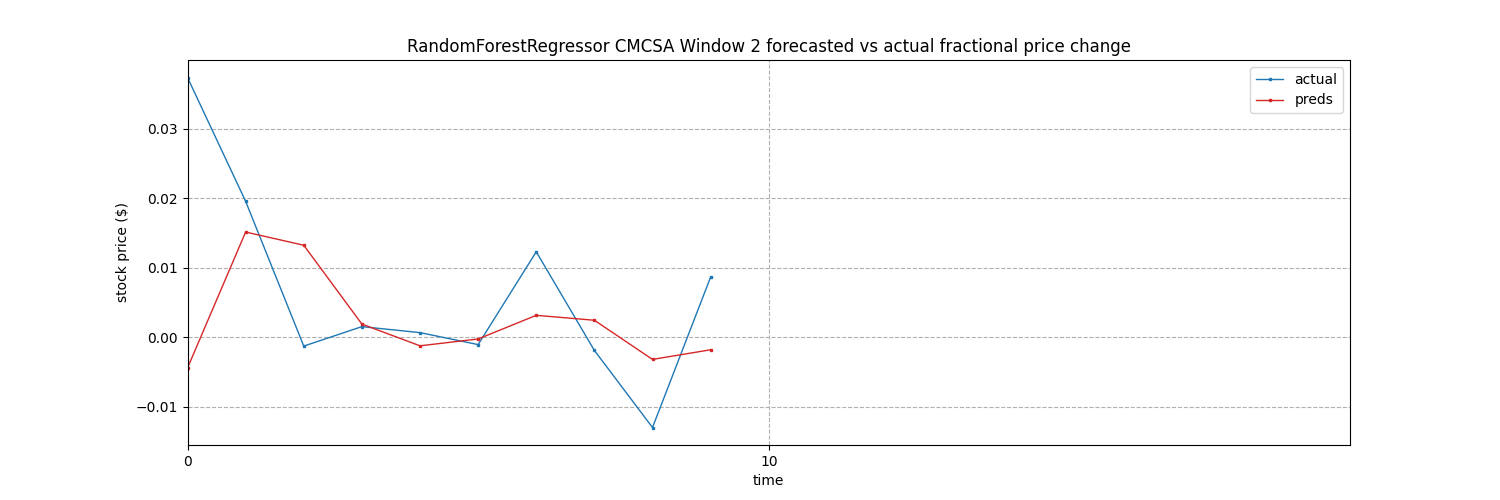 RandomForestRegressor CMCSA Window 2 forecasted vs actual fractional price change
actual
preds
stock price ($)
0.03
0.02
0.01
0.00
−0.01
0
10
time